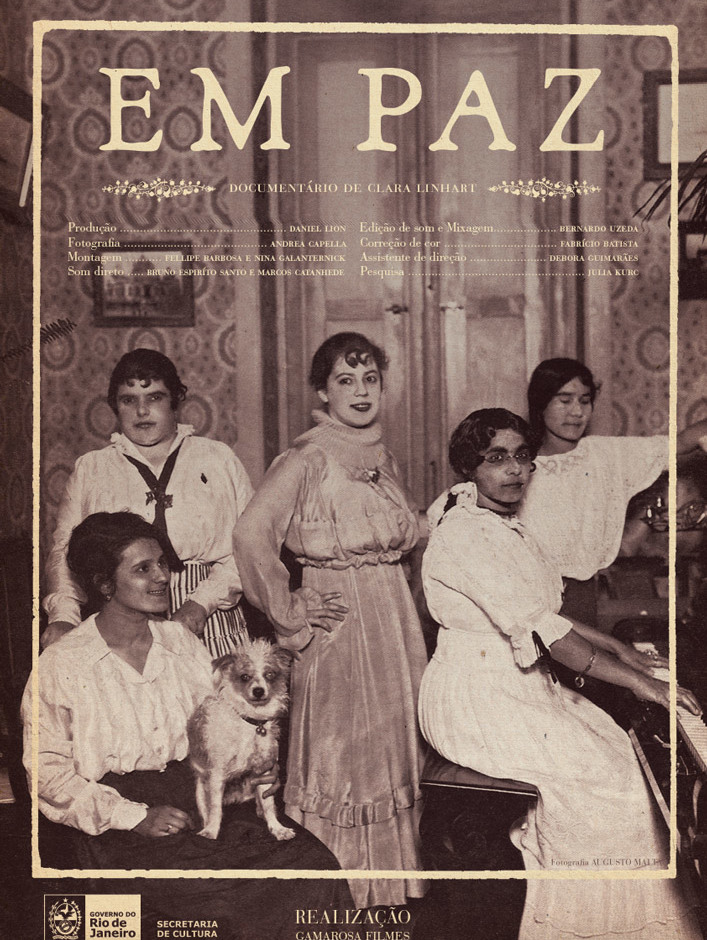 EM PAZ
DOCUMENTÁRIO DE CLARA LINHART
Produção ................................................ DANIEL LION
Fotografia ......................................... ANDREA CAPELLA
Montagem ........... FELLIPE BARBOSA E NINA GALANTERNICK
Som direto ..... BRUNO ESPIRÍTO SANTO E MARCOS CATANHEDE
Edição de som e Mixagem.................. BERNARDO UZEDA
Correção de cor ................................. FABRÍCIO BATISTA
Assistente de direção ....................... DEBORA GUIMARÃES
Pesquisa .................................................... JULIA KURC
Fotografia AUGUSTO
GOVERNO DO
Rio de
Janeiro
SECRETARIA
DE CULTURA
REALIZAÇÃO
GAMAROSA FILMES